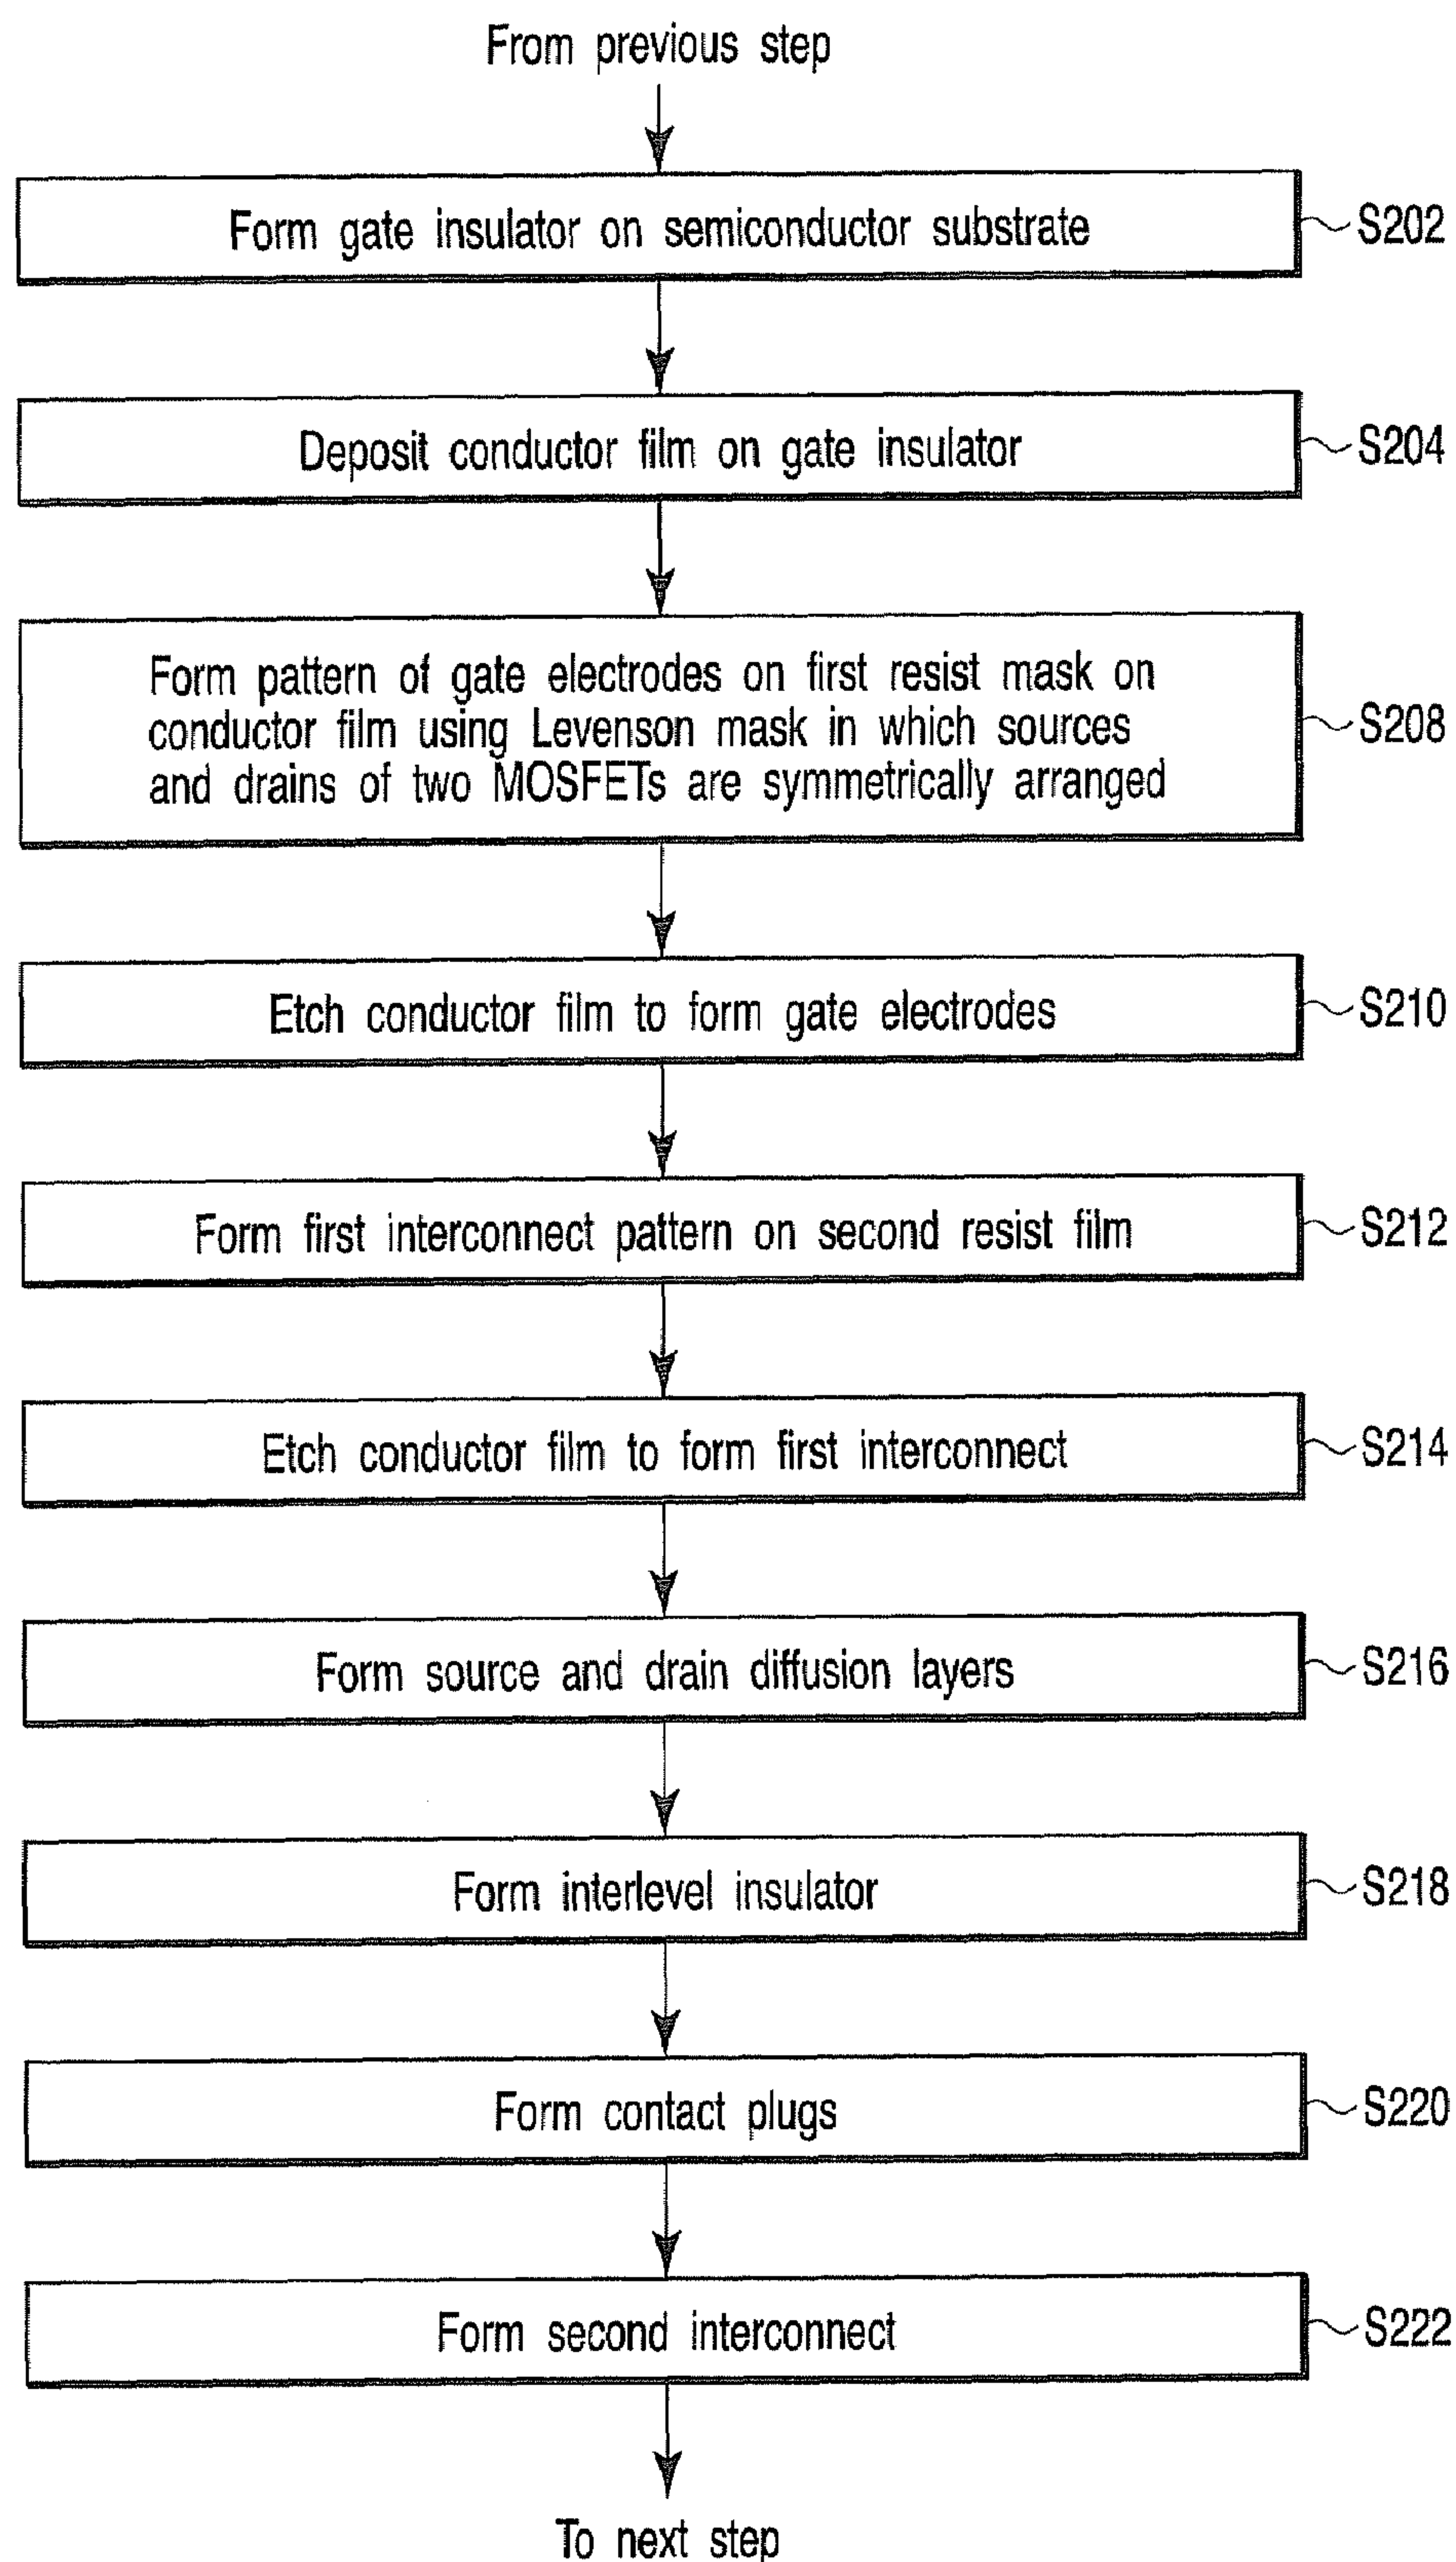 From previous step
Form gate insulator on semiconductor substrate
S202
Deposit conductor film on gate insulator
S204
Form pattern of gate electrodes on first resist mask on
conductor film using Levenson mask in which sources
and drains of two MOSFETs are symmetrically arranged
S208
Etch conductor film to form gate electrodes
S210
Form first interconnect pattern on second resist film
S212
Etch conductor film to form first interconnect
S214
Form source and drain diffusion layers
S216
Form interlevel insulator
S218
Form contact plugs
S220
Form second interconnect
S222
To next step